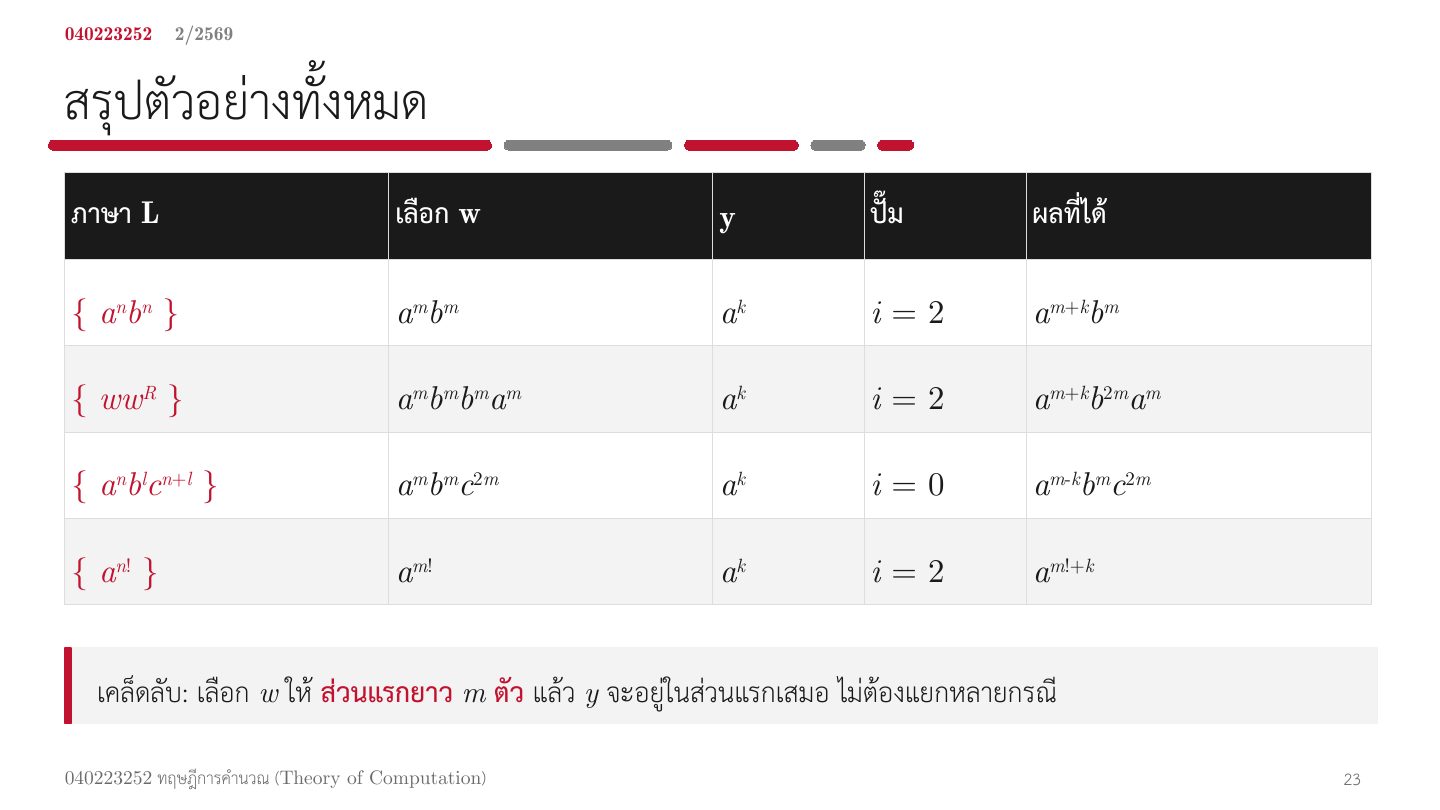 040223252 2/2569
สรุปตัวอย่างทั้งหมด
ภาษา L เลือก w y ปั๊ม ผลที่ได้
{ aⁿbⁿ } aᵐbᵐ aᵏ i = 2 aᵐ⁺ᵏbᵐ
{ wwᴿ } aᵐbᵐbᵐaᵐ aᵏ i = 2 aᵐ⁺ᵏb²ᵐaᵐ
{ aⁿbˡcⁿ⁺ˡ } aᵐbᵐc²ᵐ aᵏ i = 0 aᵐ⁻ᵏbᵐc²ᵐ
{ aⁿꜝ } aᵐꜝ aᵏ i = 2 aᵐꜝ⁺ᵏ
เคล็ดลับ: เลือก w ให้ ส่วนแรกยาว m ตัว แล้ว y จะอยู่ในส่วนแรกเสมอ ไม่ต้องแยกหลายกรณี
040223252 ทฤษฎีการคำนวณ (Theory of Computation) 23